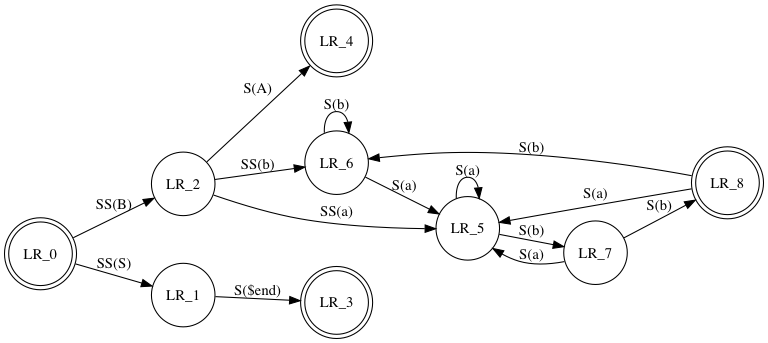 LR_4
S(A)
S(b)
S(b)
LR_6
SS(b)
S(a)
LR_2
S(a)
S(a)
LR_8
SS(B)
SS(a)
S(b)
LR_5
S(b)
LR_0
S(a)
LR_7
SS(S)
LR_1
S($end)
LR_3